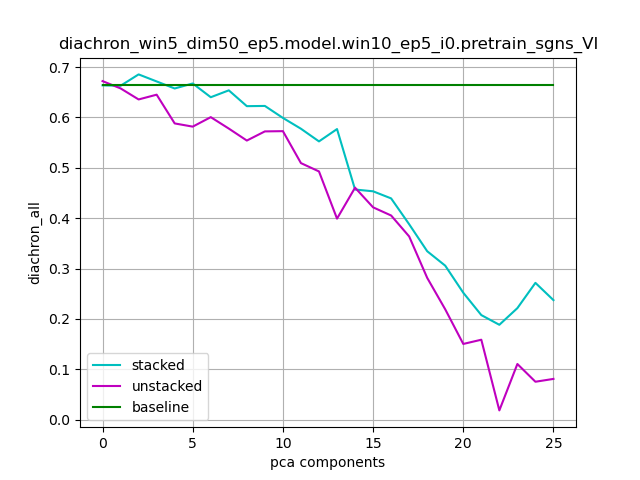 diachron_win5_dim50_ep5.model.win10_ep5_i0.pretrain_sgns_VI
0.7
0.6
0.5
0.4
0.3
0.2
0.1
0.0
diachron_all
stacked
unstacked
baseline
0 5 10 15 20 25
pca components